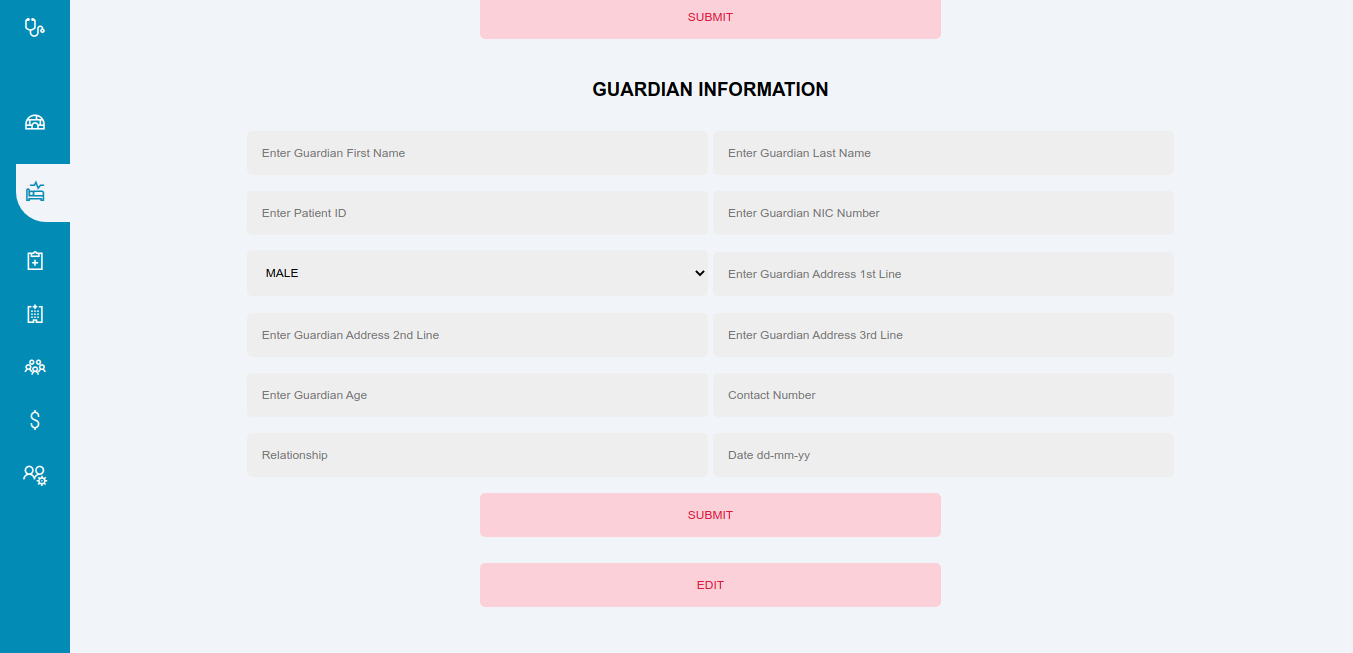 SUBMIT
GUARDIAN INFORMATION
Enter Guardian First Name
Enter Guardian Last Name
Enter Patient ID
Enter Guardian NIC Number
MALE
Enter Guardian Address 1st Line
Enter Guardian Address 2nd Line
Enter Guardian Address 3rd Line
Enter Guardian Age
Contact Number
Relationship
Date dd-mm-yy
SUBMIT
EDIT